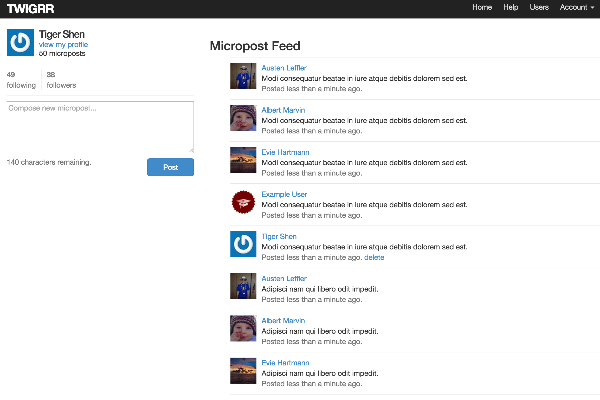 TWIGRR
Home Help Users Account
Tiger Shen
view my profile
50 microposts
49
following
38
followers
Compose new micropost...
140 characters remaining.
Post
Micropost Feed
Austen Leffler
Modi consequatur beatae in iure atque debitis dolorem sed est.
Posted less than a minute ago.
Albert Marvin
Modi consequatur beatae in iure atque debitis dolorem sed est.
Posted less than a minute ago.
Evie Hartmann
Modi consequatur beatae in iure atque debitis dolorem sed est.
Posted less than a minute ago.
Example User
Modi consequatur beatae in iure atque debitis dolorem sed est.
Posted less than a minute ago.
Tiger Shen
Modi consequatur beatae in iure atque debitis dolorem sed est.
Posted less than a minute ago. delete
Austen Leffler
Adipisci nam qui libero odit impedit.
Posted less than a minute ago.
Albert Marvin
Adipisci nam qui libero odit impedit.
Posted less than a minute ago.
Evie Hartmann
Adipisci nam qui libero odit impedit.
Posted less than a minute ago.